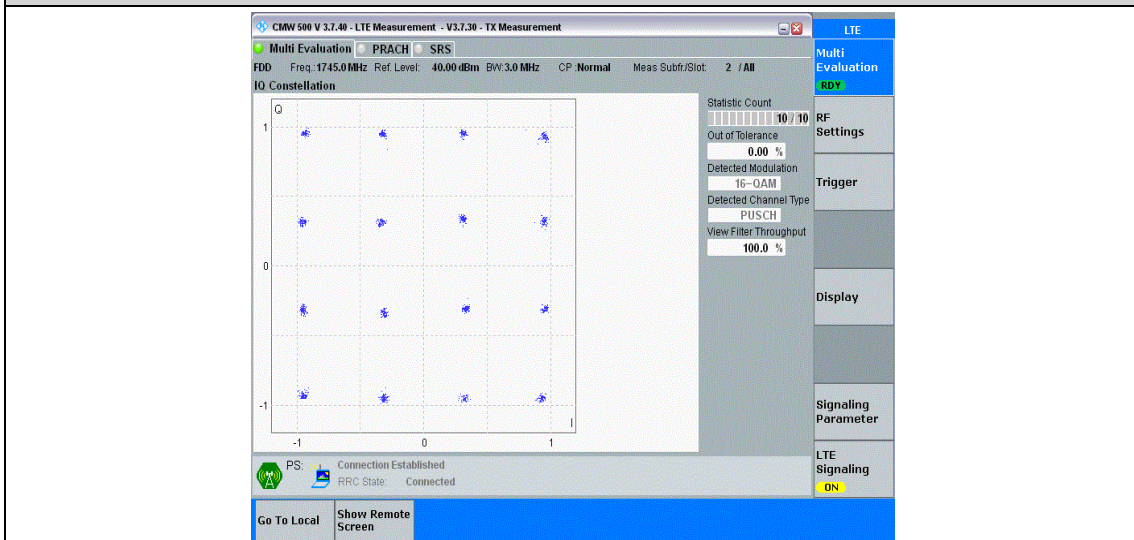 CMW 500 V 3.7.40 - LTE Measurement - V3.7.30 - TX Measurement
LTE
Multi Evaluation PRACH SRS
Multi
Evaluation
RDY
FDD Freq.:1745.0 MHz Ref. Level: 40.00 dBm BW:3.0 MHz CP :Normal Meas Subfr./Slot: 2 / All
IQ Constellation
Q
1
0
-1
-1 0 1
I
Statistic Count
10 / 10
Out of Tolerance
0.00 %
Detected Modulation
16-QAM
Detected Channel Type
PUSCH
View Filter Throughput
100.0 %
RF
Settings
Trigger
Display
Signaling
Parameter
LTE
Signaling
ON
PS: Connection Established
RRC State: Connected
Go To Local
Show Remote
Screen